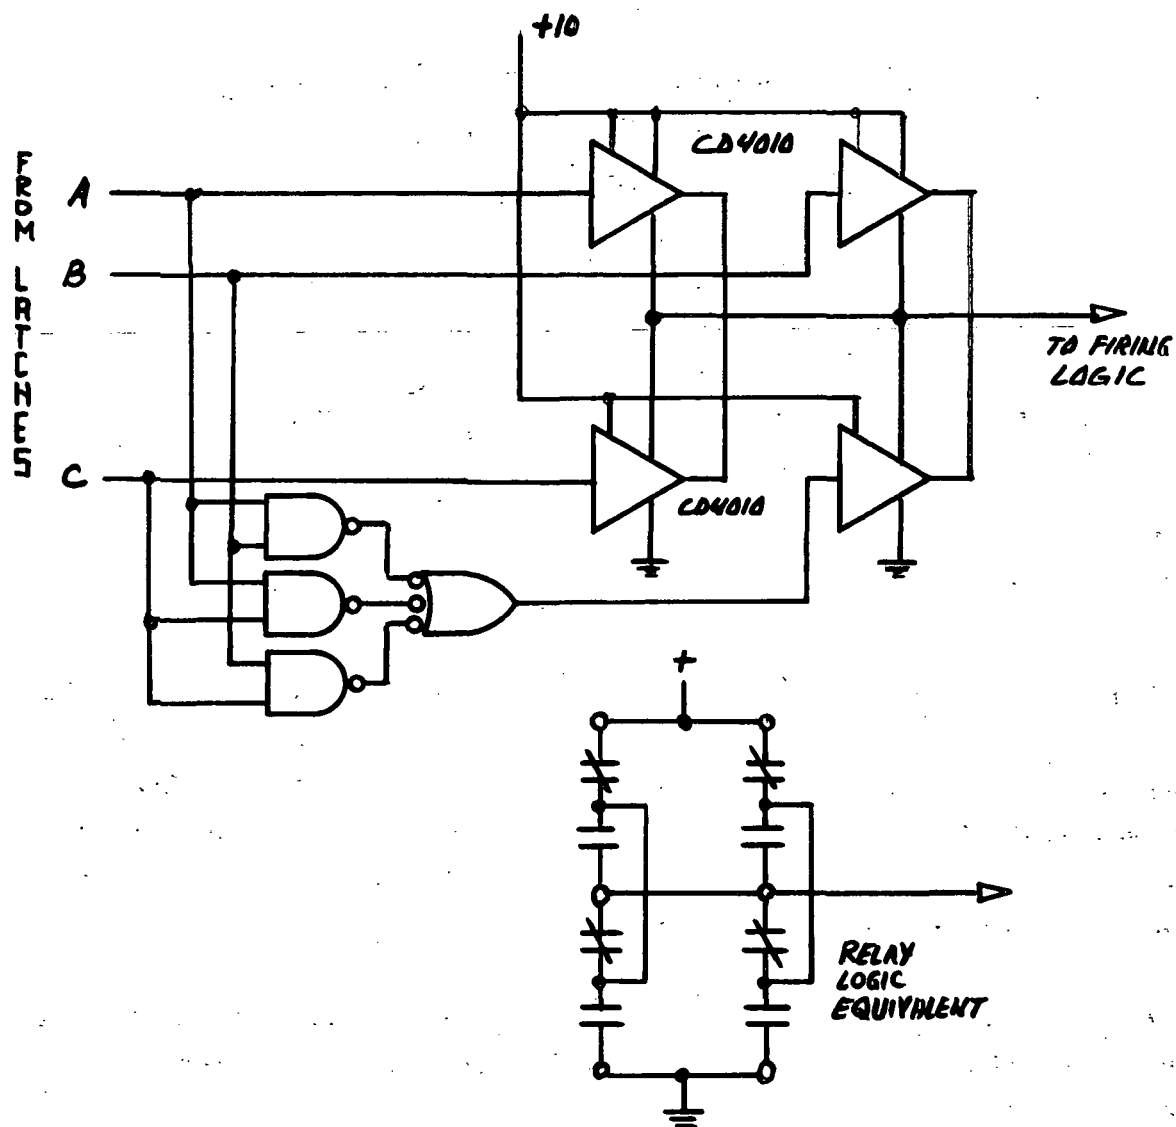 +10
CD4010
FROM LATCHES
A
B
TO FIRING
LOGIC
C
CD4010
+
RELAY
LOGIC
EQUIVALENT